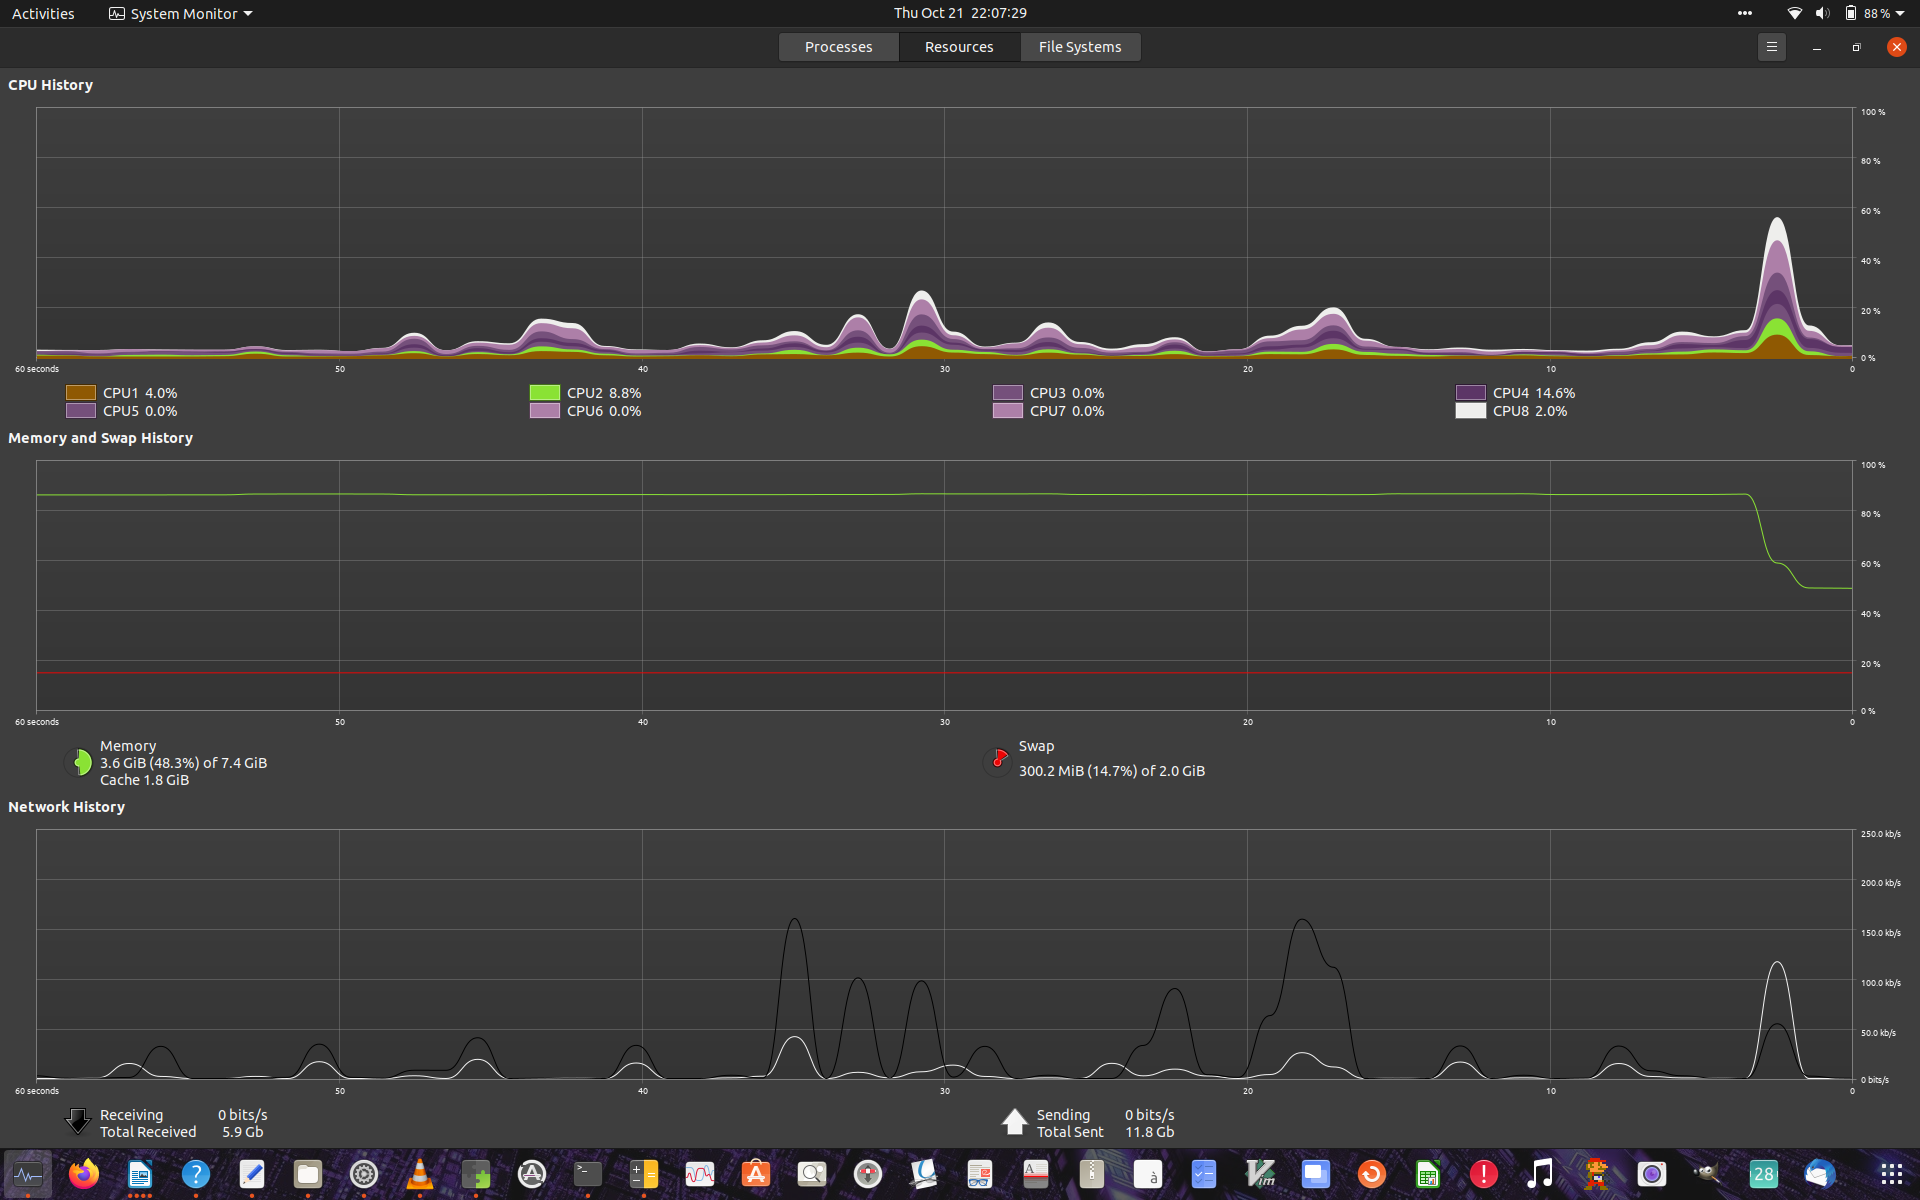 Activities System Monitor Thu Oct 21 22:07:29 88 %
Processes Resources File Systems
CPU History
100 %
80 %
60 %
40 %
20 %
0 %
60 seconds 50 40 30 20 10 0
CPU1 4.0% CPU2 8.8% CPU3 0.0% CPU4 14.6%
CPU5 0.0% CPU6 0.0% CPU7 0.0% CPU8 2.0%
Memory and Swap History
100 %
80 %
60 %
40 %
20 %
0 %
60 seconds 50 40 30 20 10 0
Memory
3.6 GiB (48.3%) of 7.4 GiB
Cache 1.8 GiB
Swap
300.2 MiB (14.7%) of 2.0 GiB
Network History
250.0 kb/s
200.0 kb/s
150.0 kb/s
100.0 kb/s
50.0 kb/s
0 bits/s
60 seconds 50 40 30 20 10 0
Receiving 0 bits/s
Total Received 5.9 Gb
Sending 0 bits/s
Total Sent 11.8 Gb
? >_ A à Vim ! 28